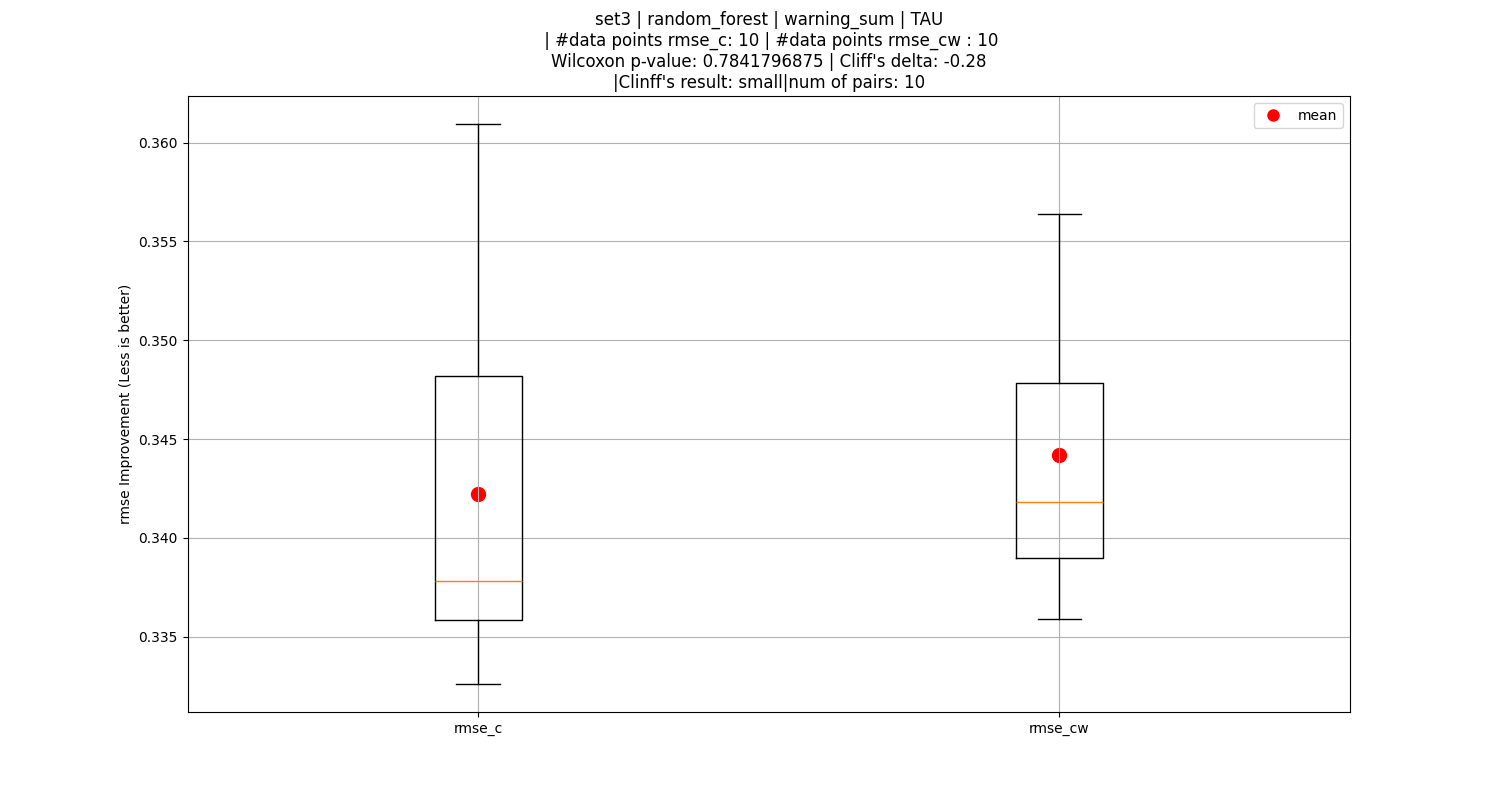 set3 | random_forest | warning_sum | TAU
| #data points rmse_c: 10 | #data points rmse_cw : 10
Wilcoxon p-value: 0.7841796875 | Cliff's delta: -0.28
|Clinff's result: small|num of pairs: 10
mean
0.360
0.355
0.350
0.345
0.340
0.335
rmse Improvement (Less is better)
rmse_c
rmse_cw